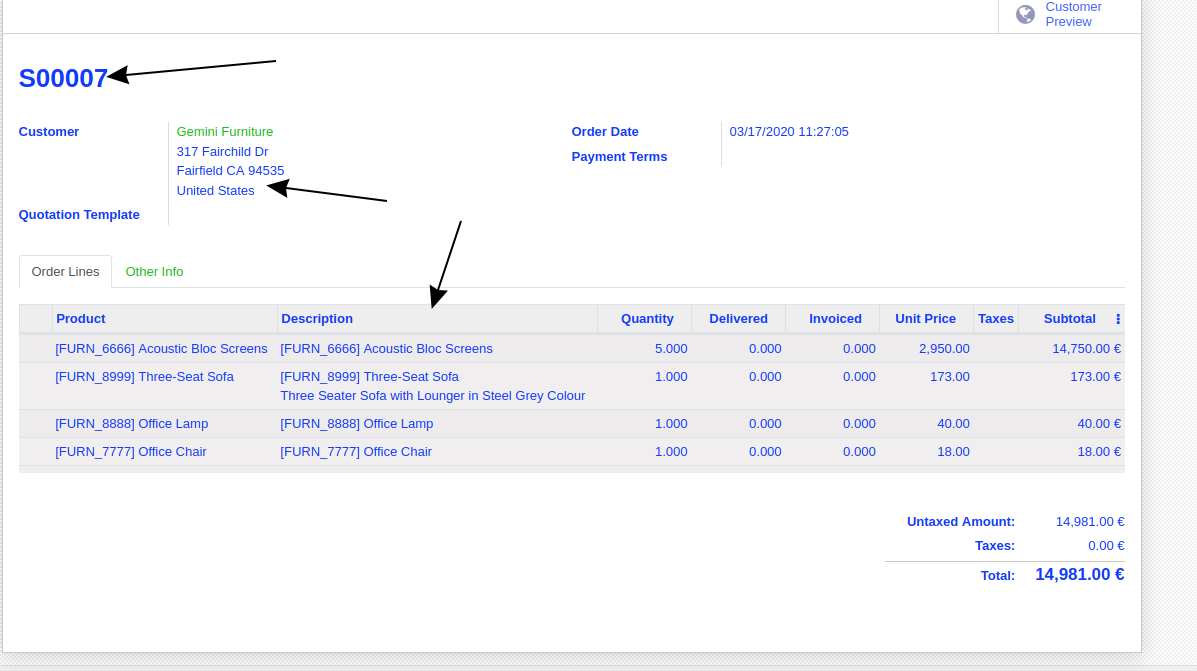 Customer
Preview
S00007
Customer
Gemini Furniture
317 Fairchild Dr
Fairfield CA 94535
United States
Quotation Template
Order Date 03/17/2020 11:27:05
Payment Terms
Order Lines Other Info
Product Description Quantity Delivered Invoiced Unit Price Taxes Subtotal
[FURN_6666] Acoustic Bloc Screens [FURN_6666] Acoustic Bloc Screens 5.000 0.000 0.000 2,950.00 14,750.00 €
[FURN_8999] Three-Seat Sofa [FURN_8999] Three-Seat Sofa 1.000 0.000 0.000 173.00 173.00 €
Three Seater Sofa with Lounger in Steel Grey Colour
[FURN_8888] Office Lamp [FURN_8888] Office Lamp 1.000 0.000 0.000 40.00 40.00 €
[FURN_7777] Office Chair [FURN_7777] Office Chair 1.000 0.000 0.000 18.00 18.00 €
Untaxed Amount: 14,981.00 €
Taxes: 0.00 €
Total: 14,981.00 €